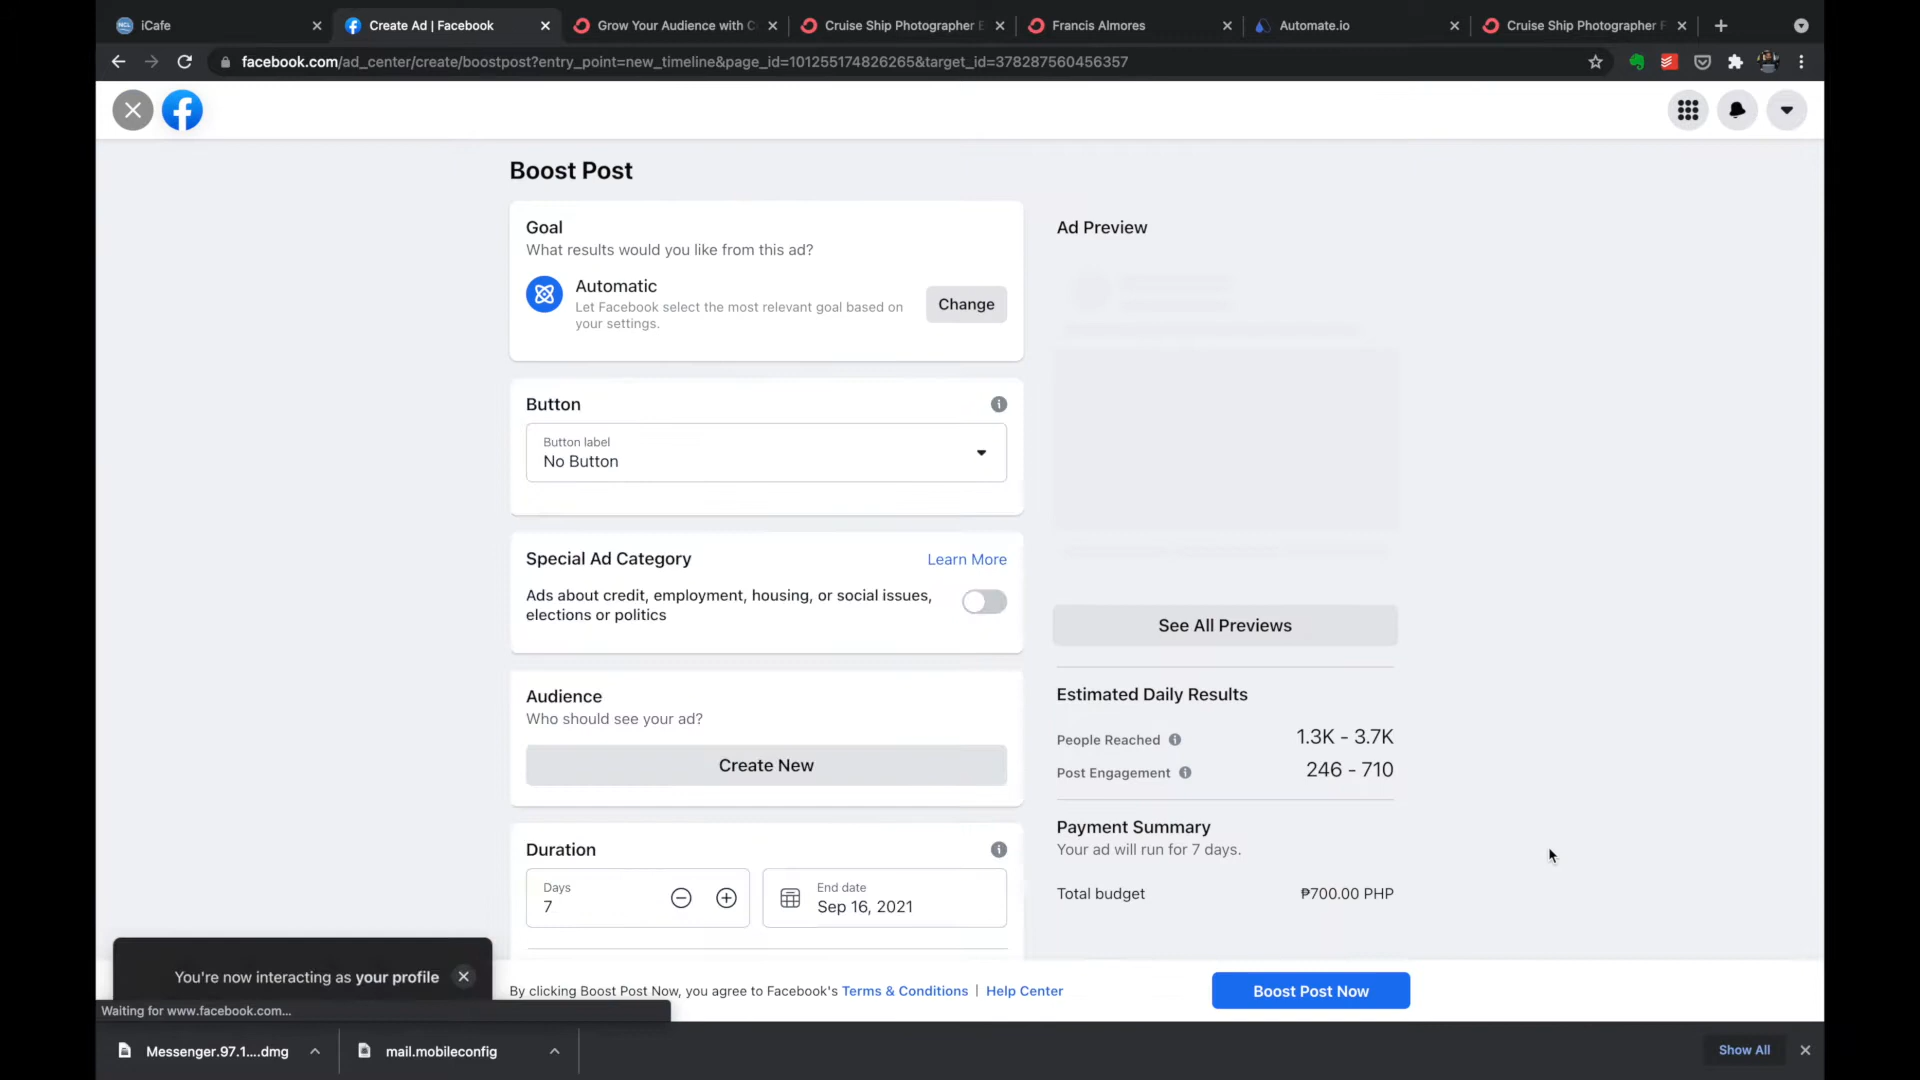 iCafe
Create Ad | Facebook
Grow Your Audience with C
Cruise Ship Photographer E
Francis Almores
Automate.io
Cruise Ship Photographer F
facebook.com/ad_center/create/boostpost?entry_point=new_timeline&page_id=101255174826265&target_id=378287560456357
Boost Post
Goal
What results would you like from this ad?
Automatic
Let Facebook select the most relevant goal based on
your settings.
Change
Button
Button label
No Button
Special Ad Category
Learn More
Ads about credit, employment, housing, or social issues,
elections or politics
Audience
Who should see your ad?
Create New
Duration
Days
7
End date
Sep 16, 2021
Ad Preview
See All Previews
Estimated Daily Results
People Reached 1.3K - 3.7K
Post Engagement 246 - 710
Payment Summary
Your ad will run for 7 days.
Total budget ₱700.00 PHP
You're now interacting as your profile
By clicking Boost Post Now, you agree to Facebook's Terms & Conditions | Help Center
Boost Post Now
Waiting for www.facebook.com...
Messenger.97.1....dmg
mail.mobileconfig
Show All